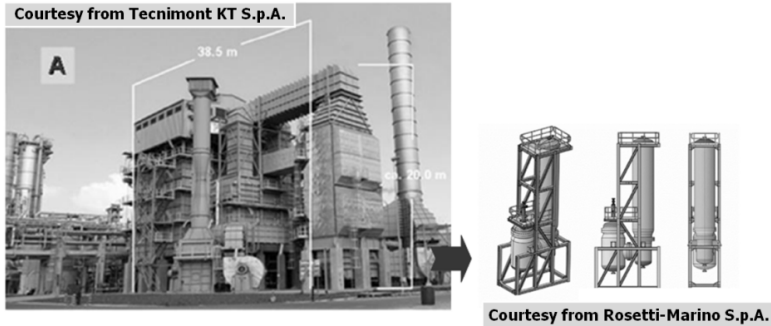 Courtesy from Tecnimont KT S.p.A.
38.5 m
A
ca. 20,0 m
Courtesy from Rosetti-Marino S.p.A.